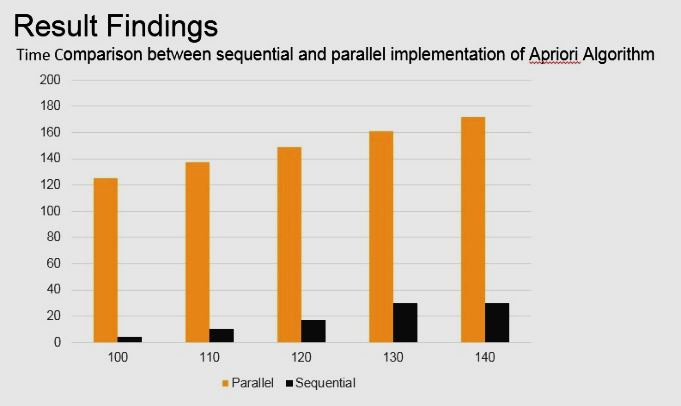 Result Findings
Time Comparison between sequential and parallel implementation of Apriori Algorithm
200
180
160
140
120
100
80
60
40
20
0
100 110 120 130 140
Parallel Sequential